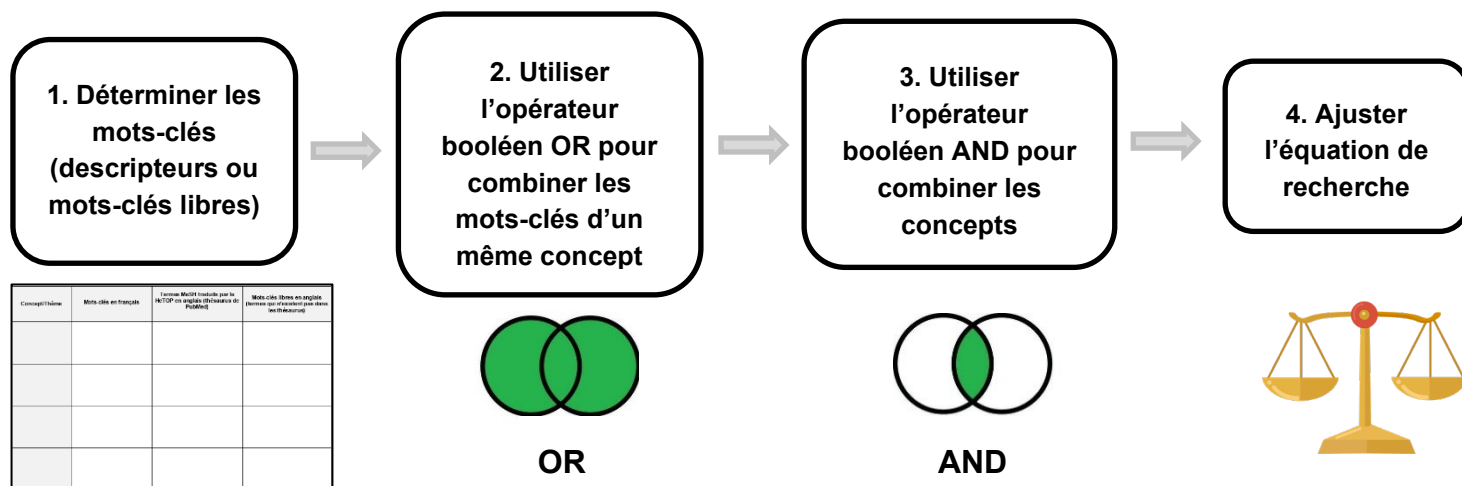 1. Déterminer les
mots-clés
(descripteurs ou
mots-clés libres)
2. Utiliser
l’opérateur
booléen OR pour
combiner les
mots-clés d’un
même concept
3. Utiliser
l’opérateur
booléen AND pour
combiner les
concepts
4. Ajuster
l’équation de
recherche
Concept/Thème
Mots-clés en français
Termes MeSH traduits par le
HeTOP en anglais (thésaurus de
PubMed)
Mots-clés libres en anglais
(termes qui n'existent pas dans
les thésaurus)
OR
AND